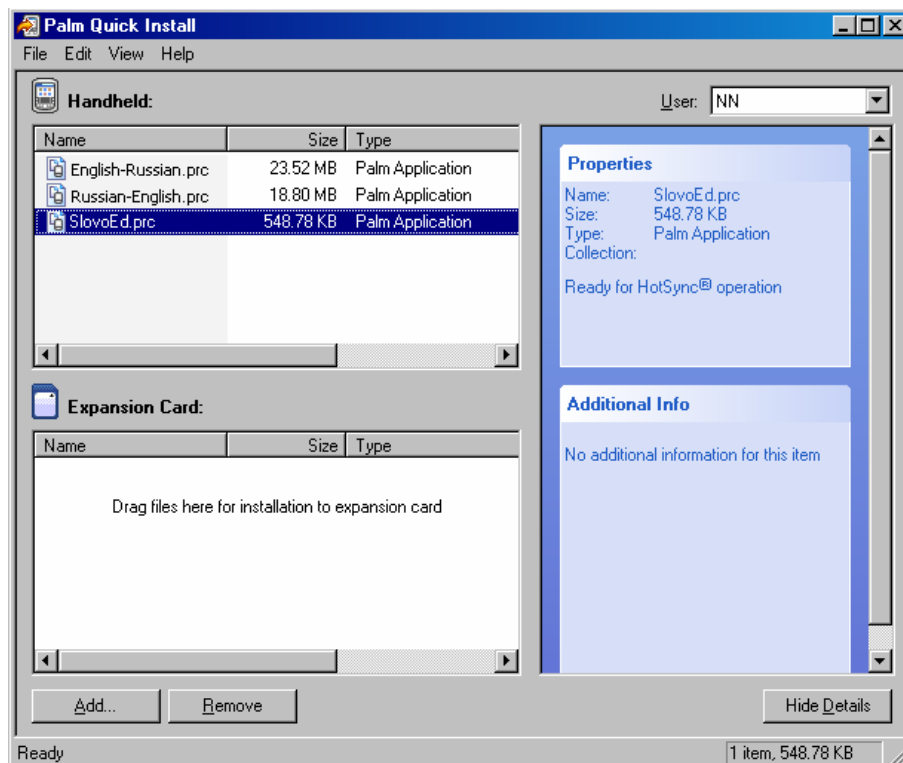 Palm Quick Install
File Edit View Help
Handheld:
User: NN
Name Size Type
English-Russian.prc 23.52 MB Palm Application
Russian-English.prc 18.80 MB Palm Application
SlovoEd.prc 548.78 KB Palm Application
Properties
Name: SlovoEd.prc
Size: 548.78 KB
Type: Palm Application
Collection:
Ready for HotSync® operation
Expansion Card:
Name Size Type
Drag files here for installation to expansion card
Additional Info
No additional information for this item
Add... Remove Hide Details
Ready 1 item, 548.78 KB